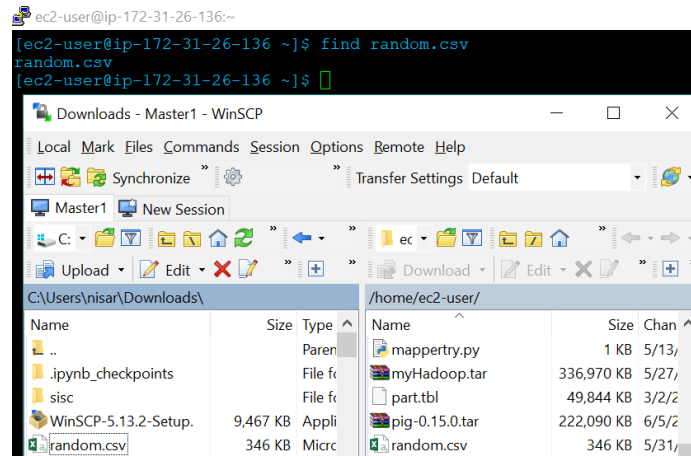 ec2-user@ip-172-31-26-136:~
[ec2-user@ip-172-31-26-136 ~]$ find random.csv
random.csv
[ec2-user@ip-172-31-26-136 ~]$
Downloads - Master1 - WinSCP
Local Mark Files Commands Session Options Remote Help
Synchronize Transfer Settings Default
Master1 New Session
C: ec
Upload Edit Download Edit
C:\Users\nisar\Downloads\ /home/ec2-user/
Name Size Type Name Size Chan
.. Paren mappertry.py 1 KB 5/13/
.ipynb_checkpoints File fo myHadoop.tar 336,970 KB 5/27/
sisc File fo part.tbl 49,844 KB 3/2/2
WinSCP-5.13.2-Setup. 9,467 KB Appli pig-0.15.0.tar 222,090 KB 6/5/2
random.csv 346 KB Micro random.csv 346 KB 5/31/